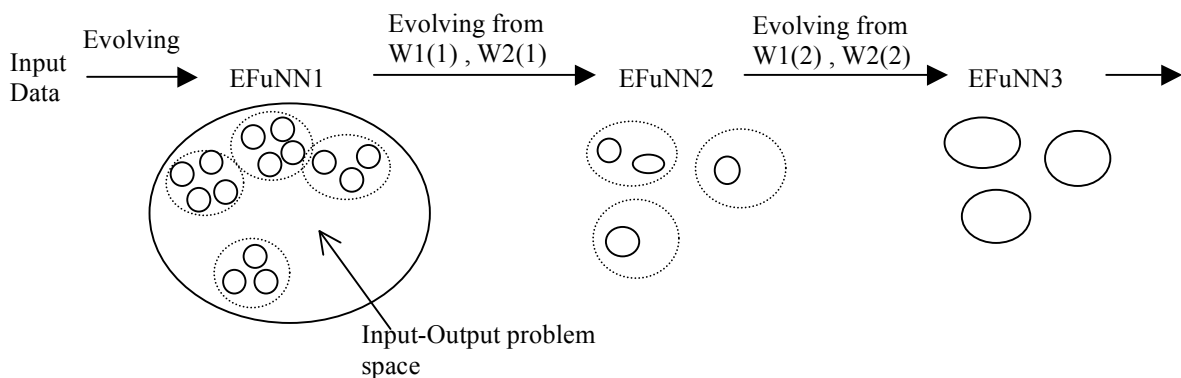 Input
Data
Evolving
EFuNN1
Evolving from
W1(1) , W2(1)
EFuNN2
Evolving from
W1(2) , W2(2)
EFuNN3
Input-Output problem
space